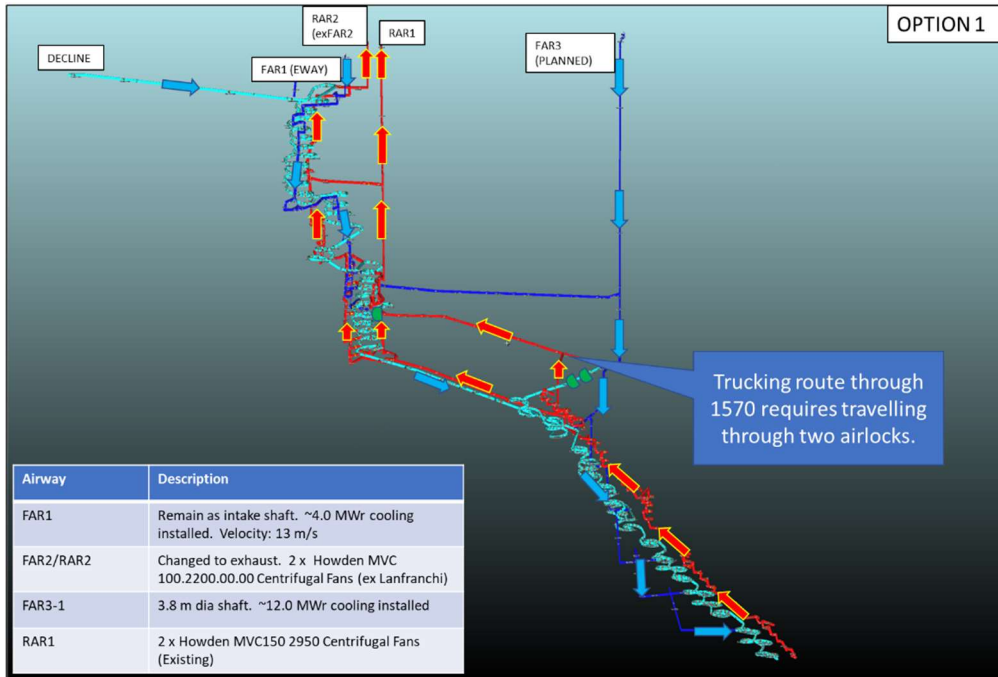 OPTION 1
RAR2
(exFAR2
RAR1
FAR3
(PLANNED)
DECLINE
FAR1 (EWAY)
Trucking route through
1570 requires travelling
through two airlocks.
Airway Description
FAR1 Remain as intake shaft. ~4.0 MWr cooling
installed. Velocity: 13 m/s
FAR2/RAR2 Changed to exhaust. 2 x Howden MVC
100.2200.00.00 Centrifugal Fans (ex Lanfranchi)
FAR3-1 3.8 m dia shaft. ~12.0 MWr cooling installed
RAR1 2 x Howden MVC150 2950 Centrifugal Fans
(Existing)